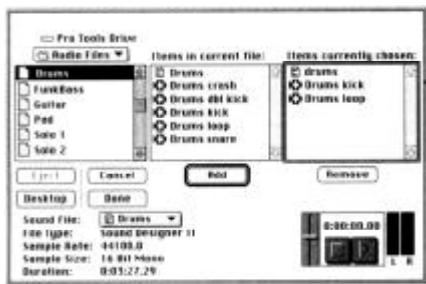 Pro Tools Drive
Audio Files
Items in current file:
Items currently chosen:
Drums
FunkBass
Guitar
Pad
Solo 1
Solo 2
Drums
Drums crash
Drums dbl kick
Drums kick
Drums loop
Drums snare
drums
Drums kick
Drums loop
Eject
Cancel
Add
Remove
Desktop
Done
Sound File: Drums
File Type: Sound Designer II
Sample Rate: 44100.0
Sample Size: 16 Bit Mono
Duration: 0:03:27.29
0:00:00.00
L R